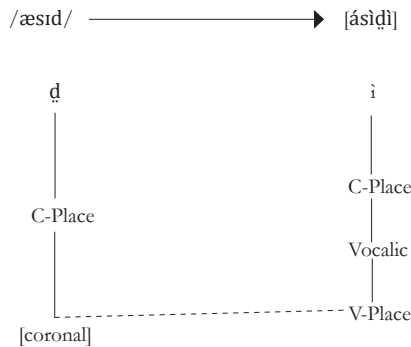 /æsɪd/ [ásìd̤ì]
d̤ ì
C-Place
C-Place
Vocalic
V-Place
[coronal]